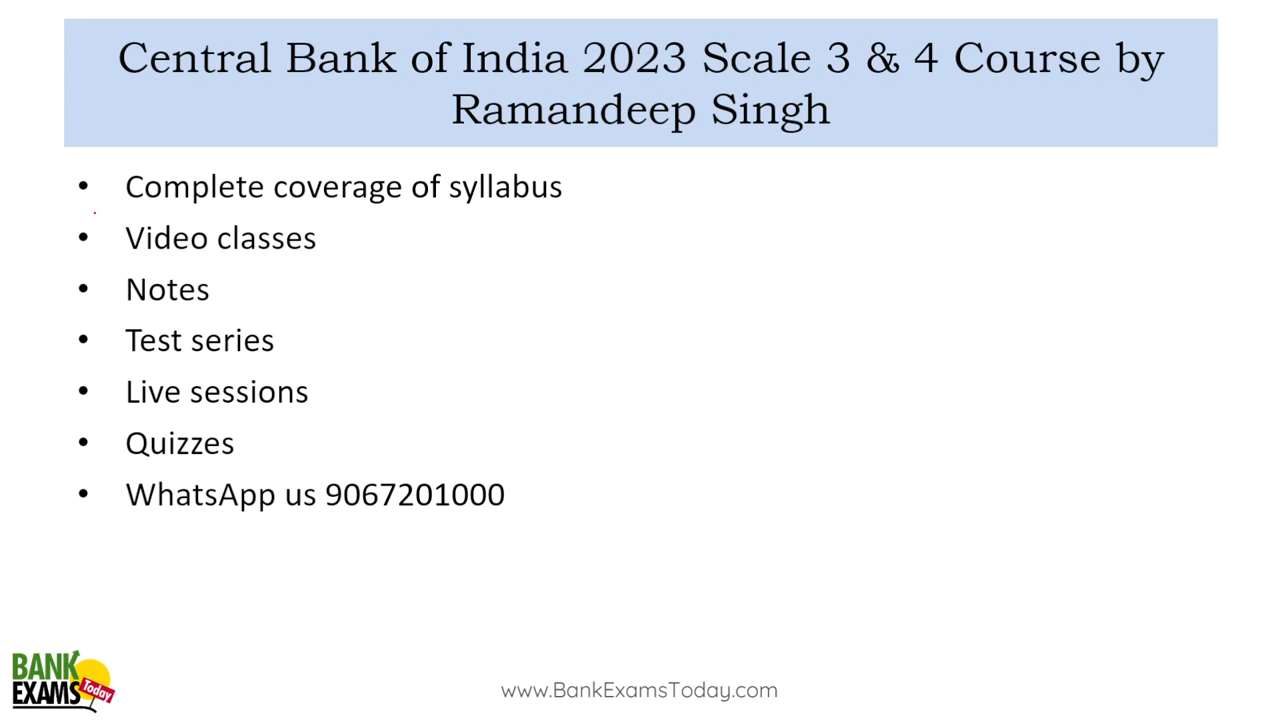 Central Bank of India 2023 Scale 3 & 4 Course by
Ramandeep Singh
• Complete coverage of syllabus
• Video classes
• Notes
• Test series
• Live sessions
• Quizzes
• WhatsApp us 9067201000
BANK
EXAMS Today
www.BankExamsToday.com